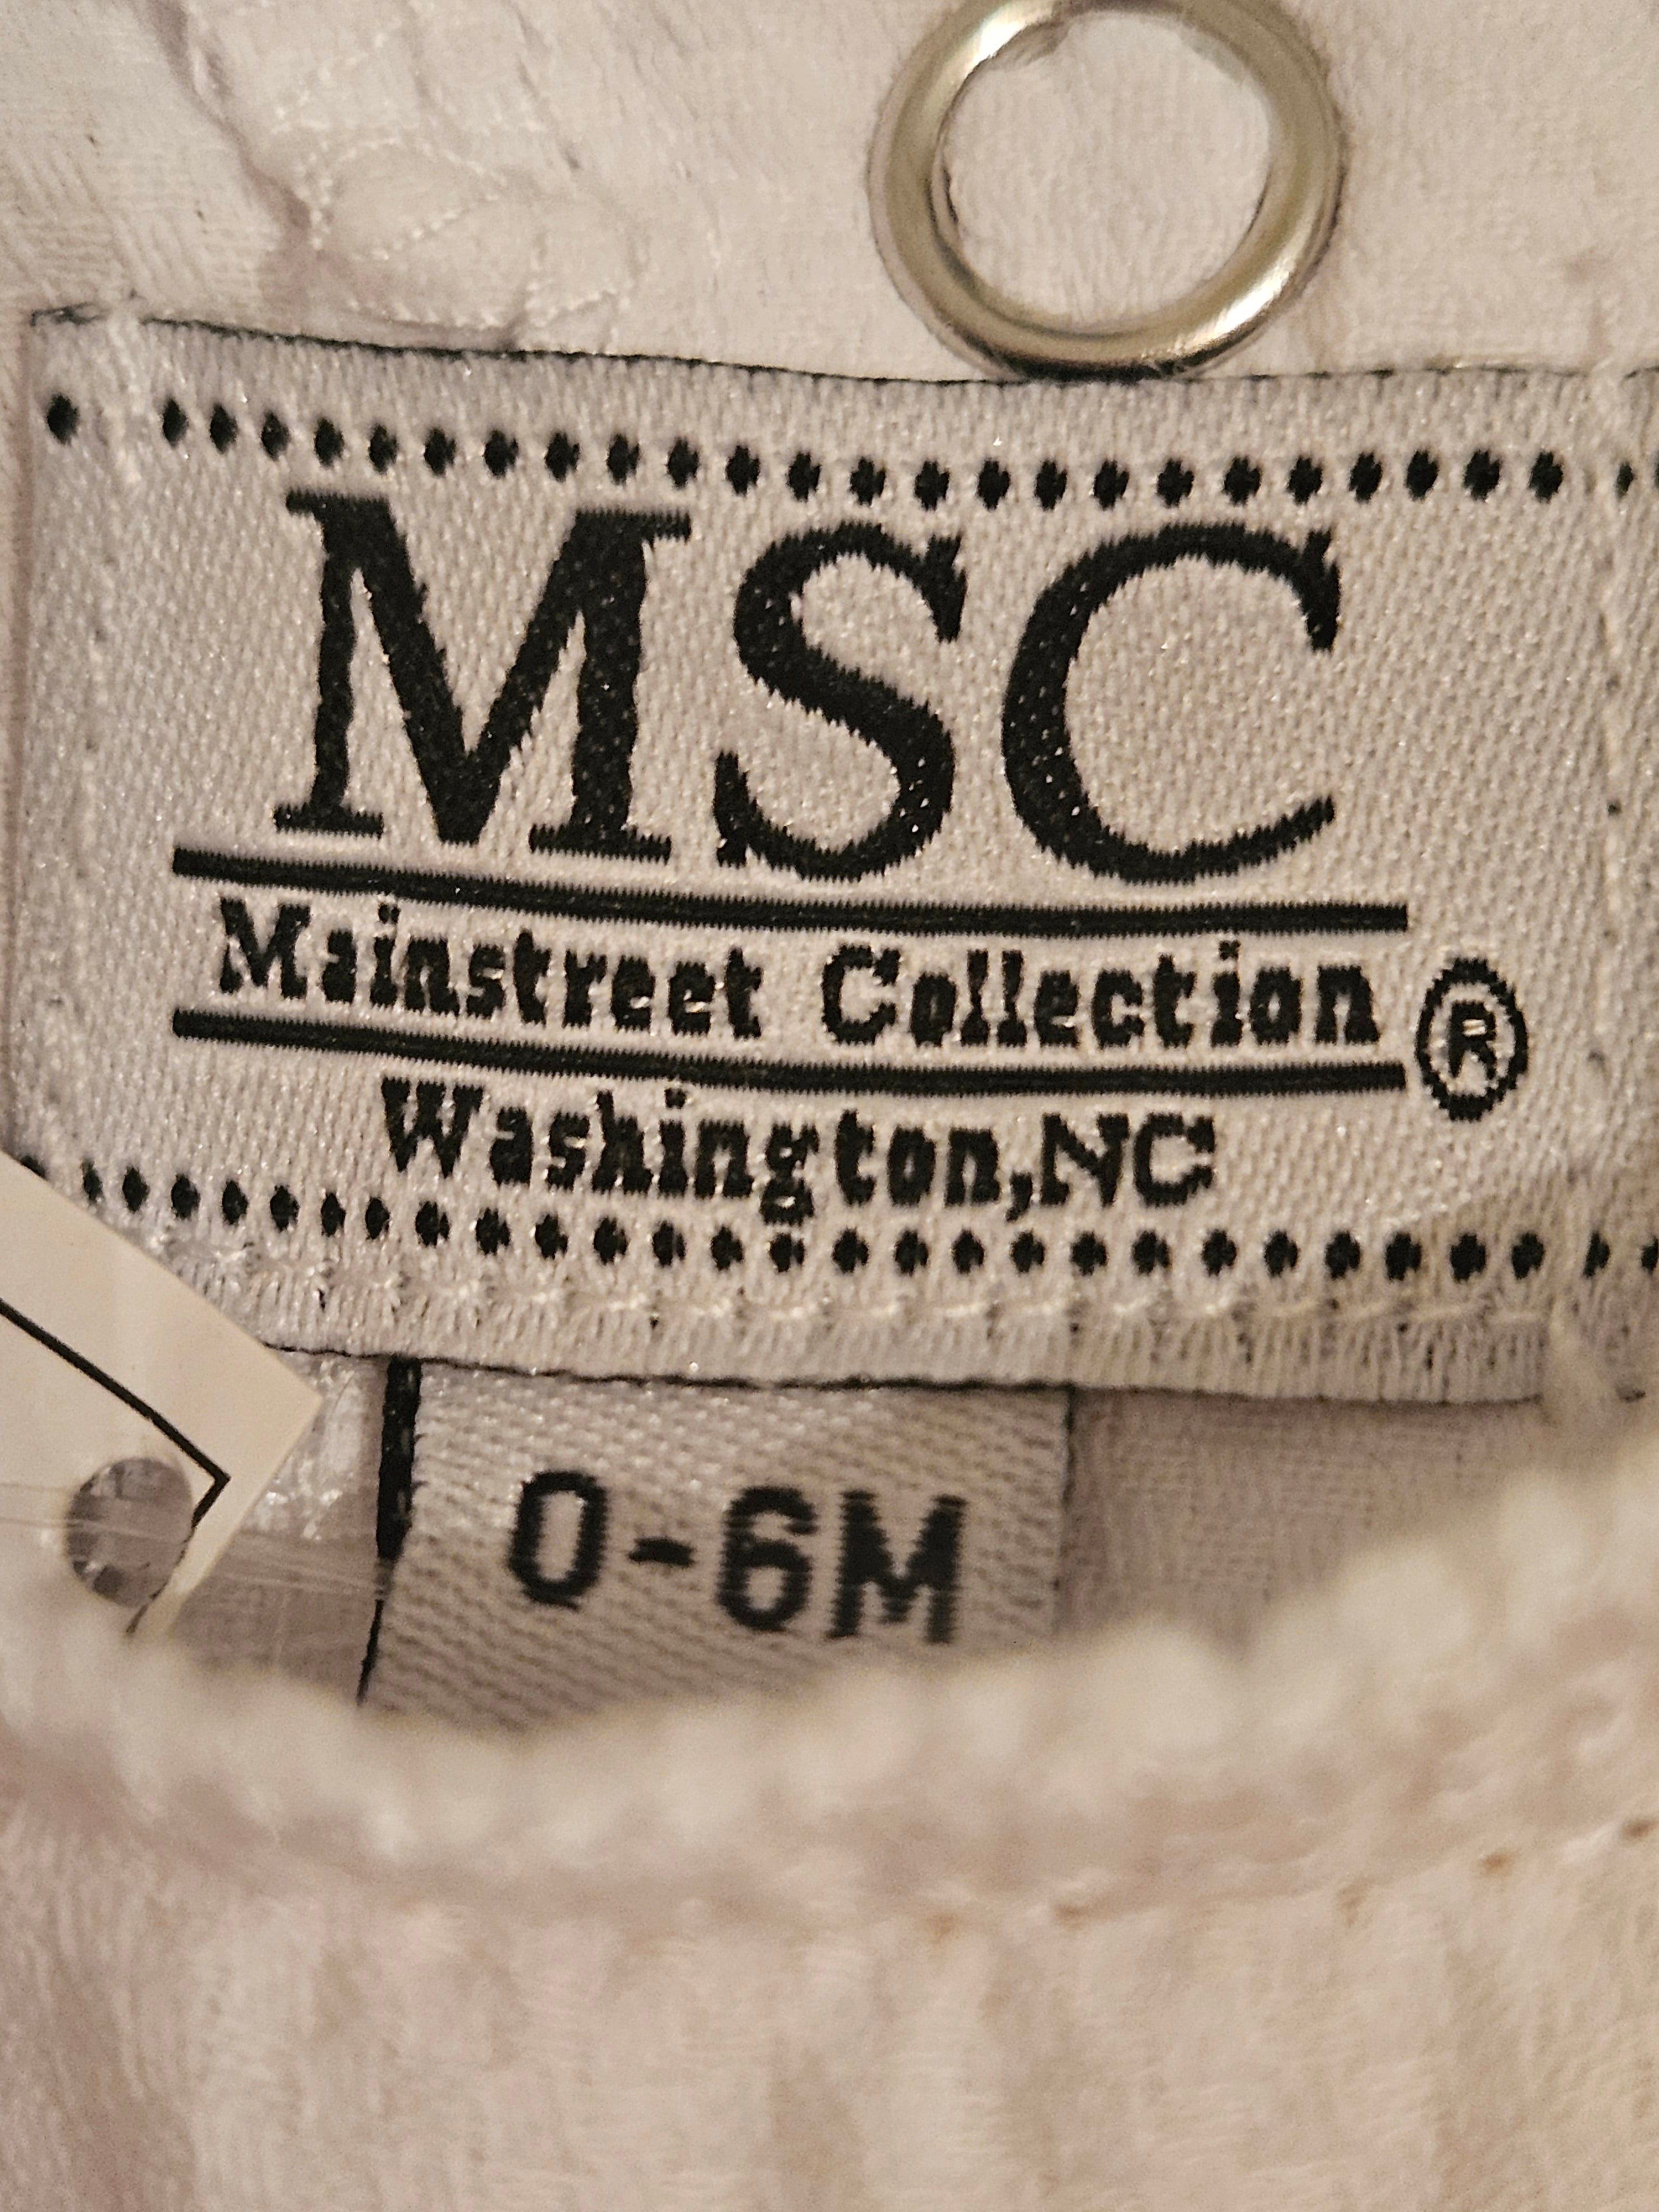 MSC
Mainstreet Collection ®
Washington,NC
0-6M